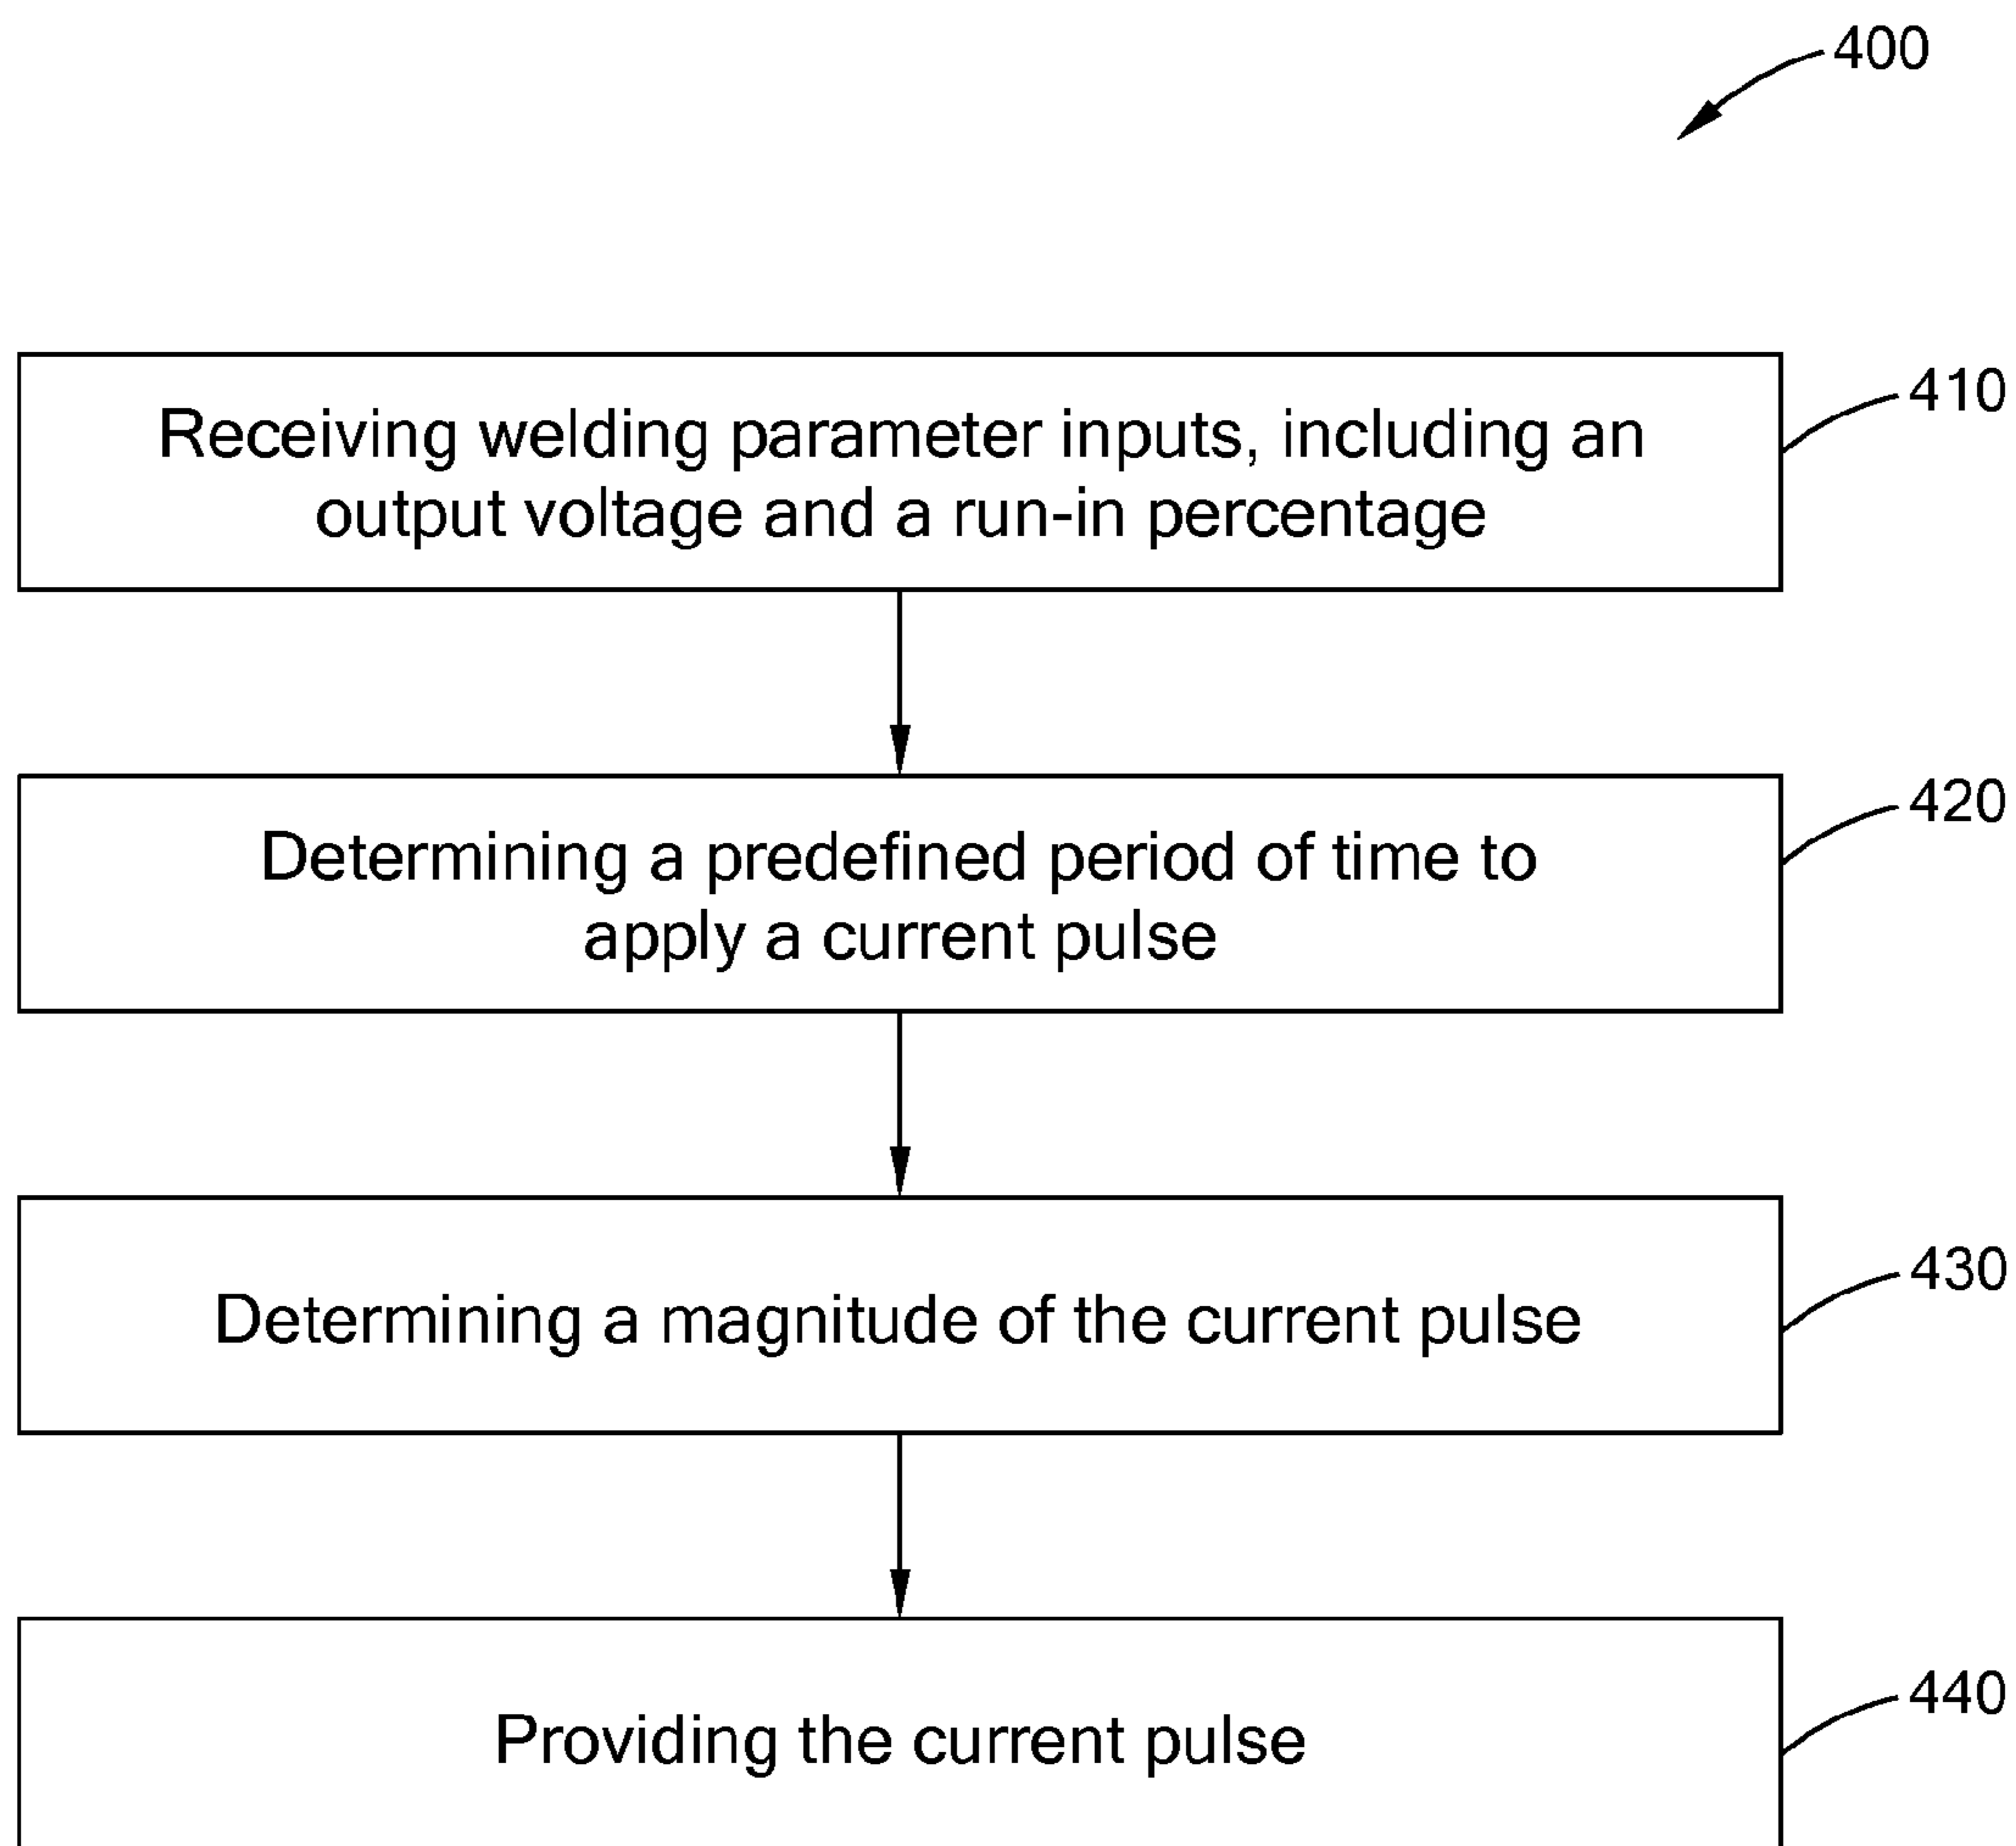 400
410
Receiving welding parameter inputs, including an
output voltage and a run-in percentage
420
Determining a predefined period of time to
apply a current pulse
430
Determining a magnitude of the current pulse
440
Providing the current pulse